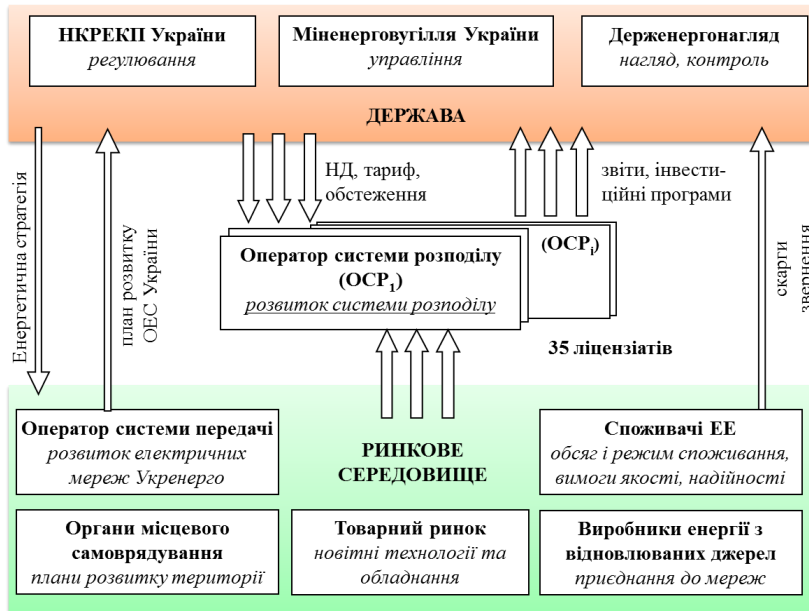 НКРЕКП України
регулювання
Міненерговугілля України
управління
Держенергонагляд
нагляд, контроль
ДЕРЖАВА
Енергетична стратегія
план розвитку
ОЕС України
НД, тариф,
обстеження
звіти, інвести-
ційні програми
скарги
звернення
Оператор системи розподілу
(ОСР1)
розвиток системи розподілу
(ОСРі)
35 ліцензіатів
Оператор системи передачі
розвиток електричних
мереж Укренерго
РИНКОВЕ
СЕРЕДОВИЩЕ
Споживачі ЕЕ
обсяг і режим споживання,
вимоги якості, надійності
Органи місцевого
самоврядування
плани розвитку території
Товарний ринок
новітні технології та
обладнання
Виробники енергії з
відновлюваних джерел
приєднання до мереж